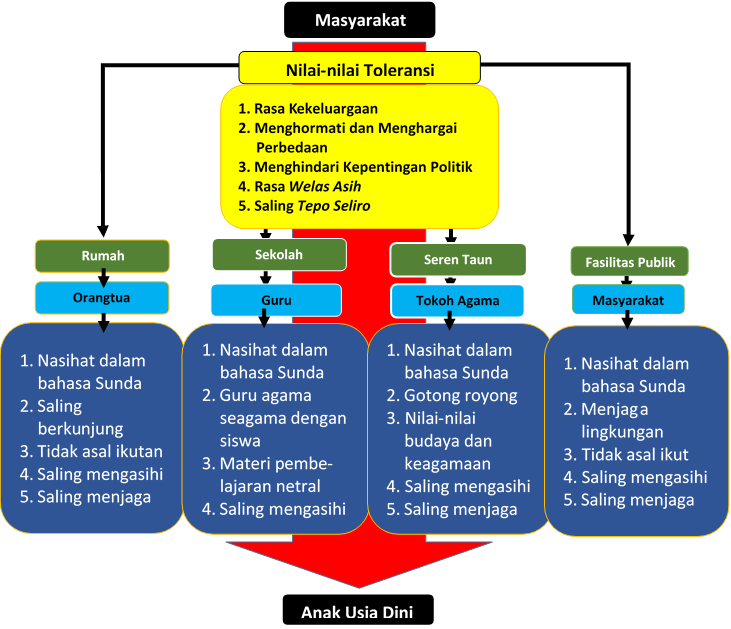 Masyarakat
Nilai-nilai Toleransi
1. Rasa Kekeluargaan
2. Menghormati dan Menghargai
Perbedaan
3. Menghindari Kepentingan Politik
4. Rasa Welas Asih
5. Saling Tepo Seliro
Rumah
Orangtua
1. Nasihat dalam
bahasa Sunda
2. Saling
berkunjung
3. Tidak asal ikutan
4. Saling mengasihi
5. Saling menjaga
Sekolah
Guru
1. Nasihat dalam
bahasa Sunda
2. Guru agama
seagama dengan
siswa
3. Materi pembe-
lajaran netral
4. Saling mengasihi
Seren Taun
Tokoh Agama
1. Nasihat dalam
bahasa Sunda
2. Gotong royong
3. Nilai-nilai
budaya dan
keagamaan
4. Saling mengasihi
5. Saling menjaga
Fasilitas Publik
Masyarakat
1. Nasihat dalam
bahasa Sunda
2. Menjaga
lingkungan
3. Tidak asal ikut
4. Saling mengasihi
5. Saling menjaga
Anak Usia Dini